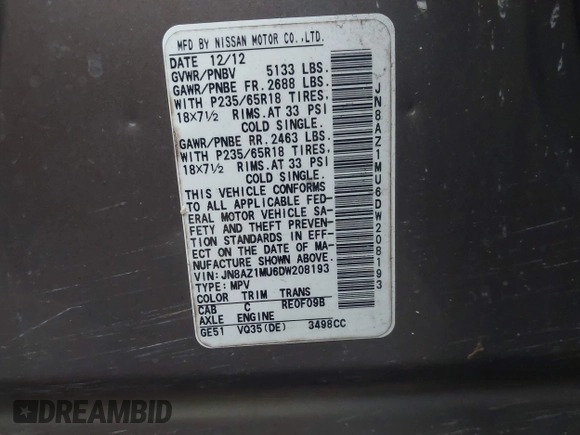 MFD BY NISSAN MOTOR CO.,LTD.
DATE 12/12
GVWR/PNBV 5133 LBS.
GAWR/PNBE FR.2688 LBS.
WITH P235/65R18 TIRES,
18X7½ RIMS.AT 33 PSI
COLD SINGLE.
GAWR/PNBE RR.2463 LBS.
WITH P235/65R18 TIRES,
18X7½ RIMS.AT 33 PSI
COLD SINGLE.
THIS VEHICLE CONFORMS
TO ALL APPLICABLE FED-
ERAL MOTOR VEHICLE SA-
FETY AND THEFT PREVEN-
TION STANDARDS IN EFF-
ECT ON THE DATE OF MA-
NUFACTURE SHOWN ABOVE.
VIN:JN8AZ1MU6DW208193
TYPE:MPV
COLOR TRIM TRANS
CAB C RE0F09B
AXLE ENGINE
GE51 VQ35(DE) 3498CC
JN8AZ1MU6DW208193
DREAMBID